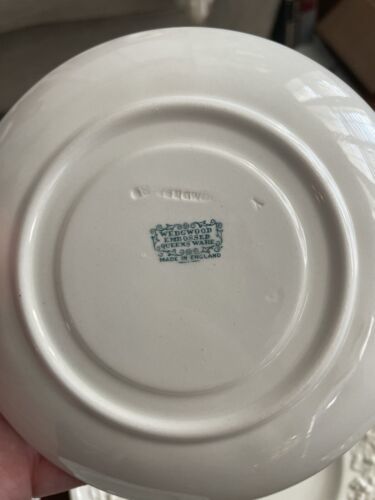 WEDGWOOD
EMBOSSED
QUEENS WARE
MADE IN ENGLAND